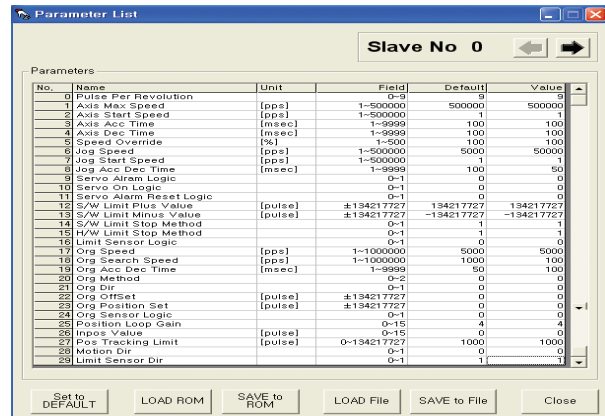 Parameter List
Slave No 0
Parameters
No. Name Unit Field Default Value
0 Pulse Per Revolution 0~9 9 9
1 Axis Max Speed [pps] 1~500000 500000 500000
2 Axis Start Speed [pps] 1~500000 1 1
3 Axis Acc Time [msec] 1~9999 100 100
4 Axis Dec Time [msec] 1~9999 100 100
5 Speed Override [%] 1~500 100 100
6 Jog Speed [pps] 1~500000 5000 50000
7 Jog Start Speed [pps] 1~500000 1 1
8 Jog Acc Dec Time [msec] 1~9999 100 50
9 Servo Alram Logic 0~1 0 0
10 Servo On Logic 0~1 0 0
11 Servo Alarm Reset Logic 0~1 0 0
12 S/W Limit Plus Value [pulse] ±134217727 134217727 134217727
13 S/W Limit Minus Value [pulse] ±134217727 -134217727 -134217727
14 S/W Limit Stop Method 0~1 1 1
15 H/W Limit Stop Method 0~1 1 1
16 Limit Sensor Logic 0~1 0 0
17 Org Speed [pps] 1~1000000 5000 5000
18 Org Search Speed [pps] 1~1000000 1000 100
19 Org Acc Dec Time [msec] 1~9999 50 100
20 Org Method 0~2 0 0
21 Org Dir 0~1 0 0
22 Org OffSet [pulse] ±134217727 0 0
23 Org Position Set [pulse] ±134217727 0 0
24 Org Sensor Logic 0~1 0 0
25 Position Loop Gain 0~15 4 4
26 Inpos Value [pulse] 0~15 0 0
27 Pos Tracking Limit [pulse] 0~134217727 1000 1000
28 Motion Dir 0~1 0 0
29 Limit Sensor Dir 0~1 1 1
Set to DEFAULT LOAD ROM SAVE to ROM LOAD File SAVE to File Close